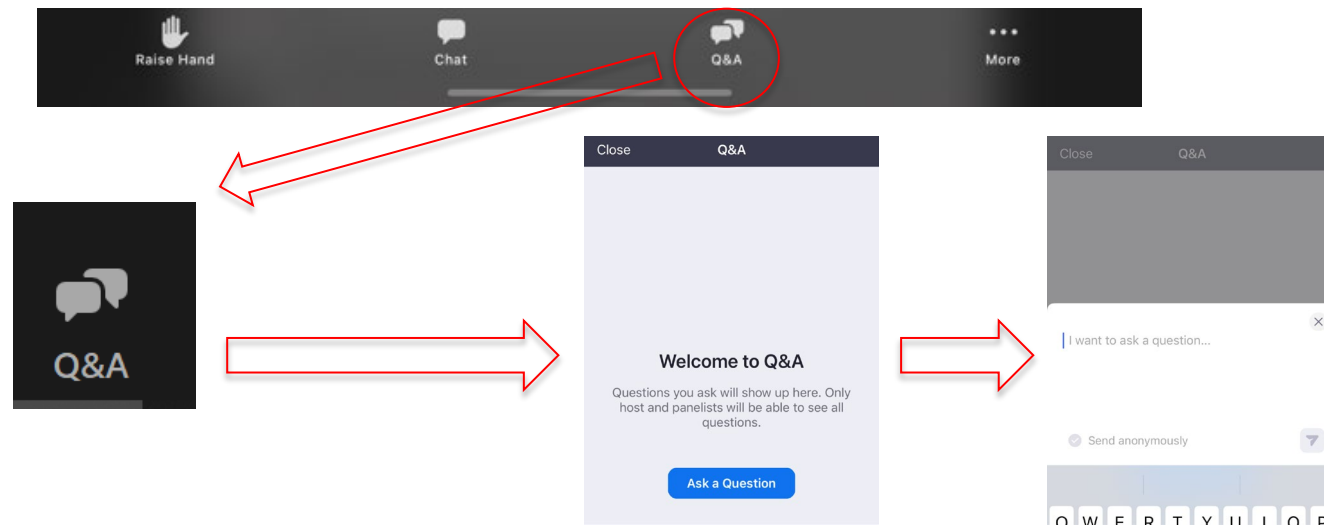 Raise Hand
Chat
Q&A
More
Q&A
Close
Q&A
Welcome to Q&A
Questions you ask will show up here. Only
host and panelists will be able to see all
questions.
Ask a Question
Close
Q&A
I want to ask a question...
Send anonymously
Q W E R T Y U I O P